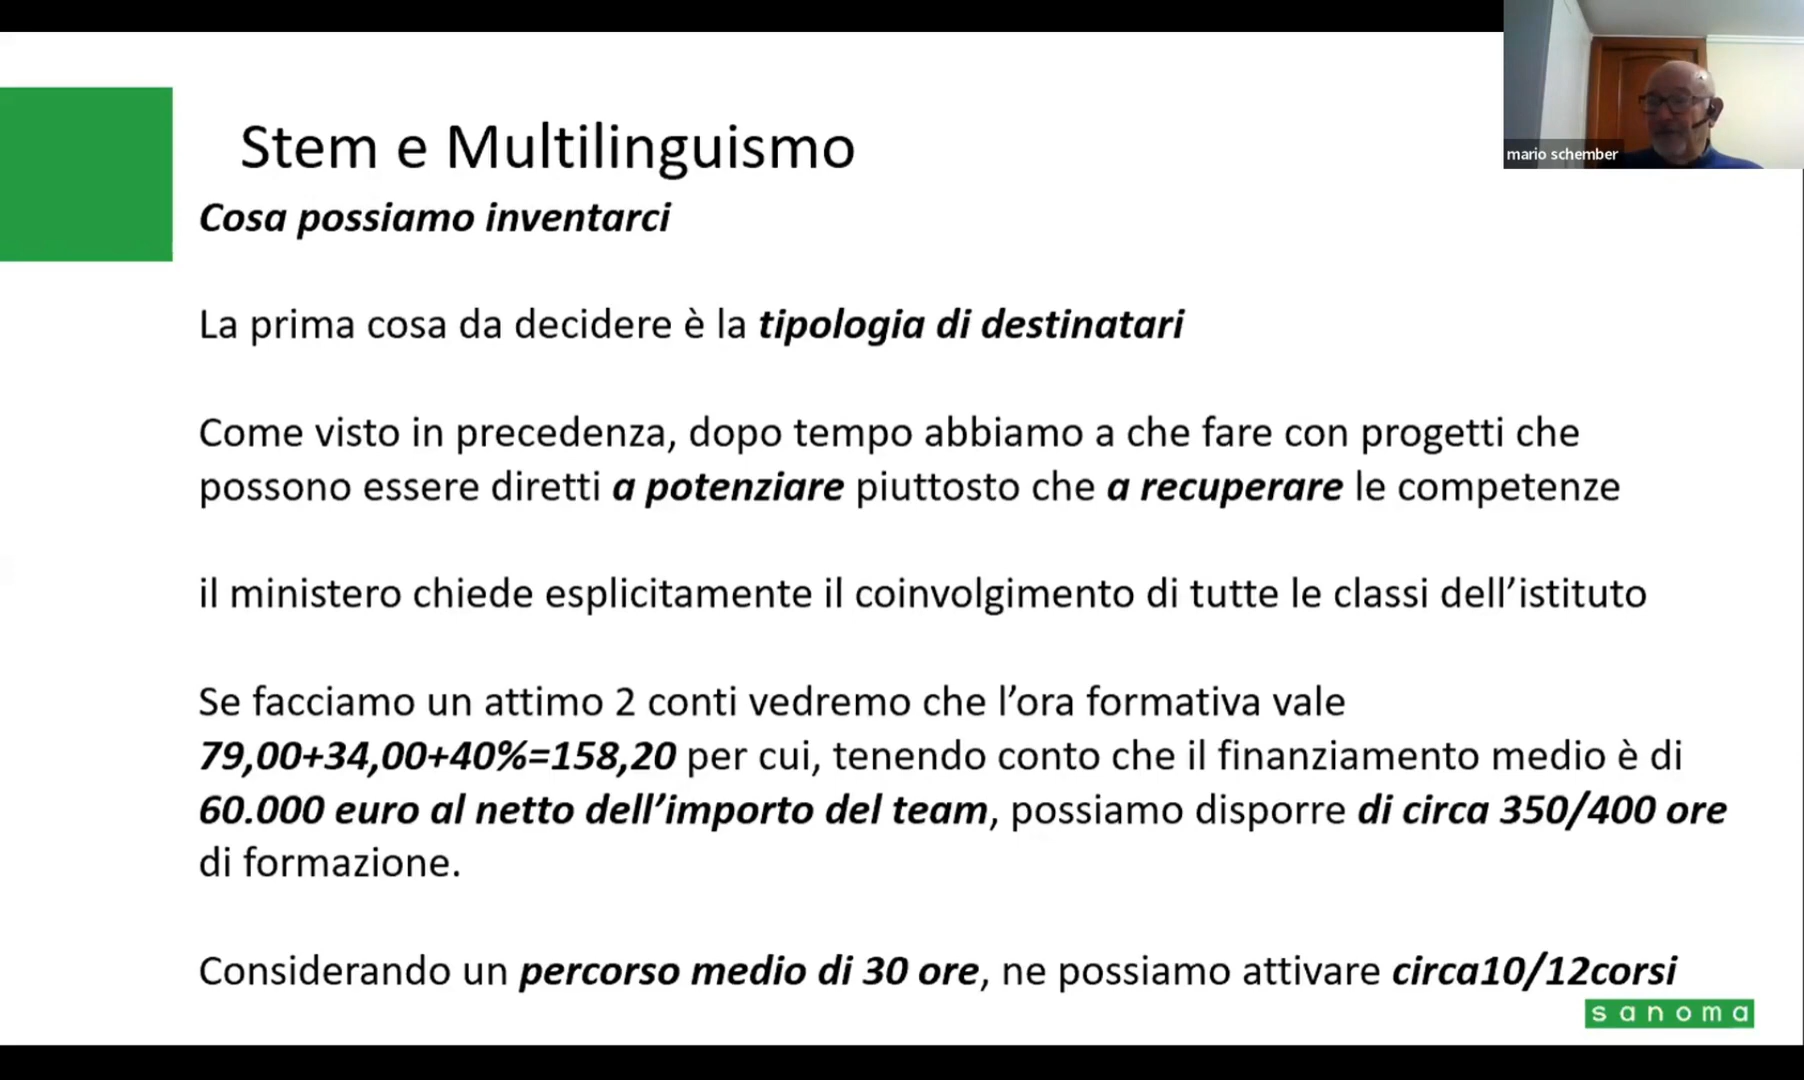 mario schember
Stem e Multilinguismo
Cosa possiamo inventarci
La prima cosa da decidere è la tipologia di destinatari
Come visto in precedenza, dopo tempo abbiamo a che fare con progetti che
possono essere diretti a potenziare piuttosto che a recuperare le competenze
il ministero chiede esplicitamente il coinvolgimento di tutte le classi dell’istituto
Se facciamo un attimo 2 conti vedremo che l’ora formativa vale
79,00+34,00+40%=158,20 per cui, tenendo conto che il finanziamento medio è di
60.000 euro al netto dell’importo del team, possiamo disporre di circa 350/400 ore
di formazione.
Considerando un percorso medio di 30 ore, ne possiamo attivare circa10/12corsi
sanoma